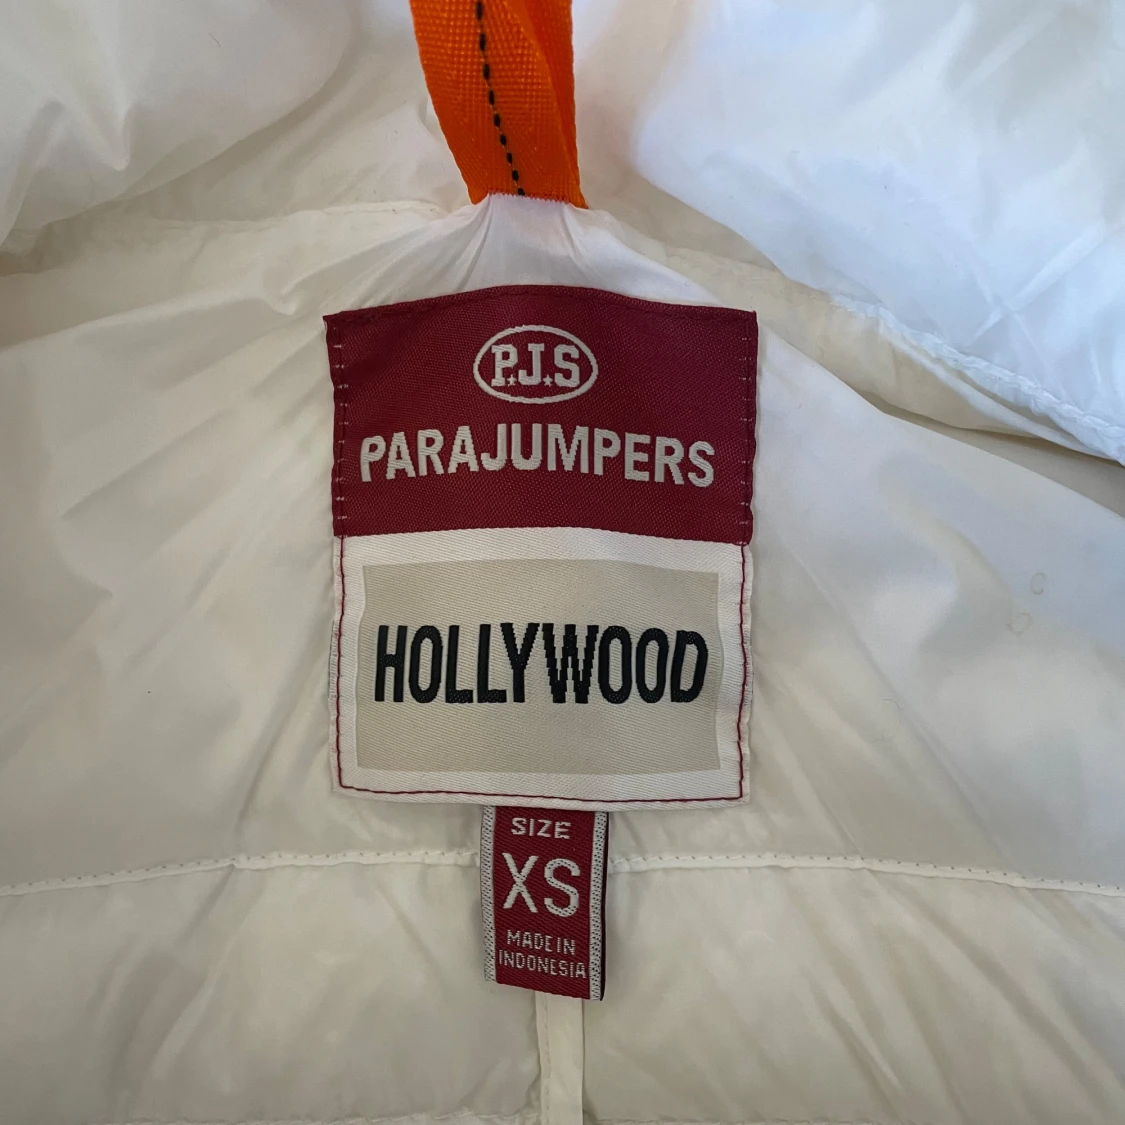 P.J.S
PARAJUMPERS
HOLLYWOOD
SIZE
XS
MADE IN
INDONESIA